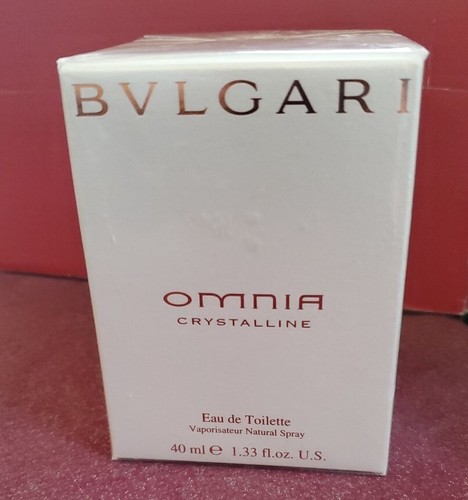 BVLGARI
OMNIA
CRYSTALLINE
Eau de Toilette
Vaporisateur Natural Spray
40 ml ℮ 1.33 fl.oz. U.S.